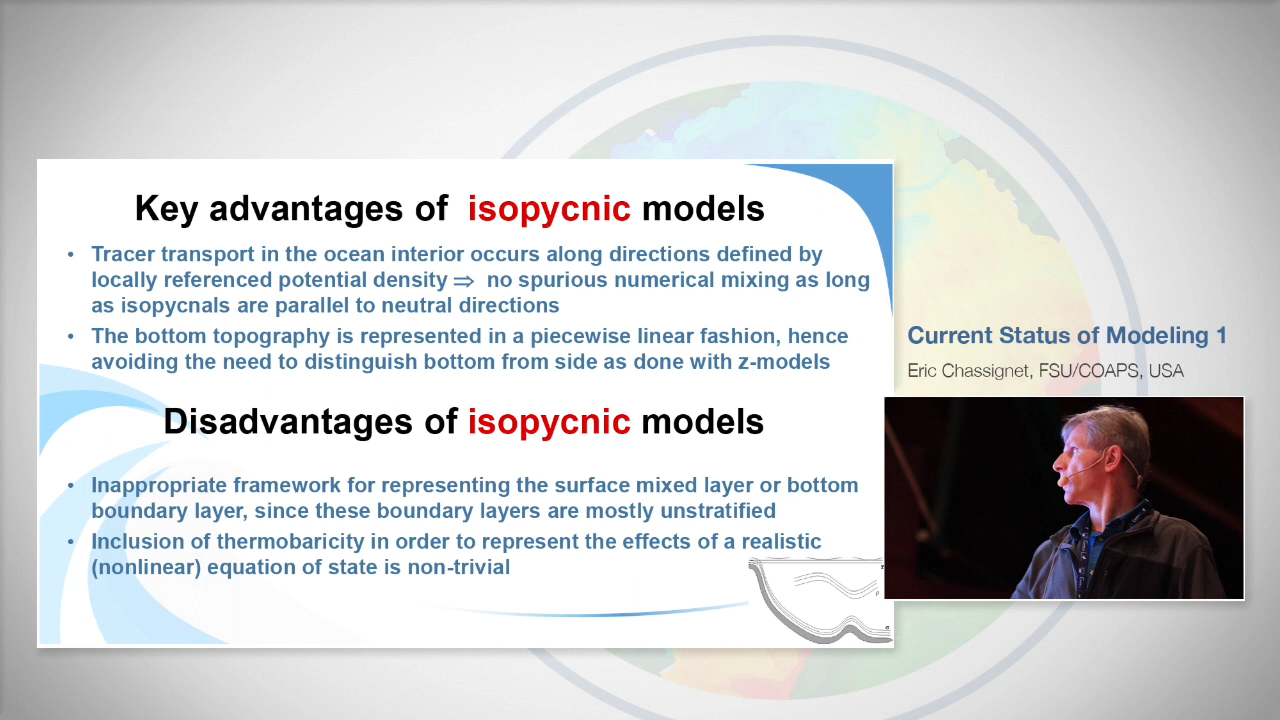 Key advantages of isopycnic models
• Tracer transport in the ocean interior occurs along directions defined by
locally referenced potential density ⇒ no spurious numerical mixing as long
as isopycnals are parallel to neutral directions
• The bottom topography is represented in a piecewise linear fashion, hence
avoiding the need to distinguish bottom from side as done with z-models
Disadvantages of isopycnic models
• Inappropriate framework for representing the surface mixed layer or bottom
boundary layer, since these boundary layers are mostly unstratified
• Inclusion of thermobaricity in order to represent the effects of a realistic
(nonlinear) equation of state is non-trivial
Current Status of Modeling 1
Eric Chassignet, FSU/COAPS, USA